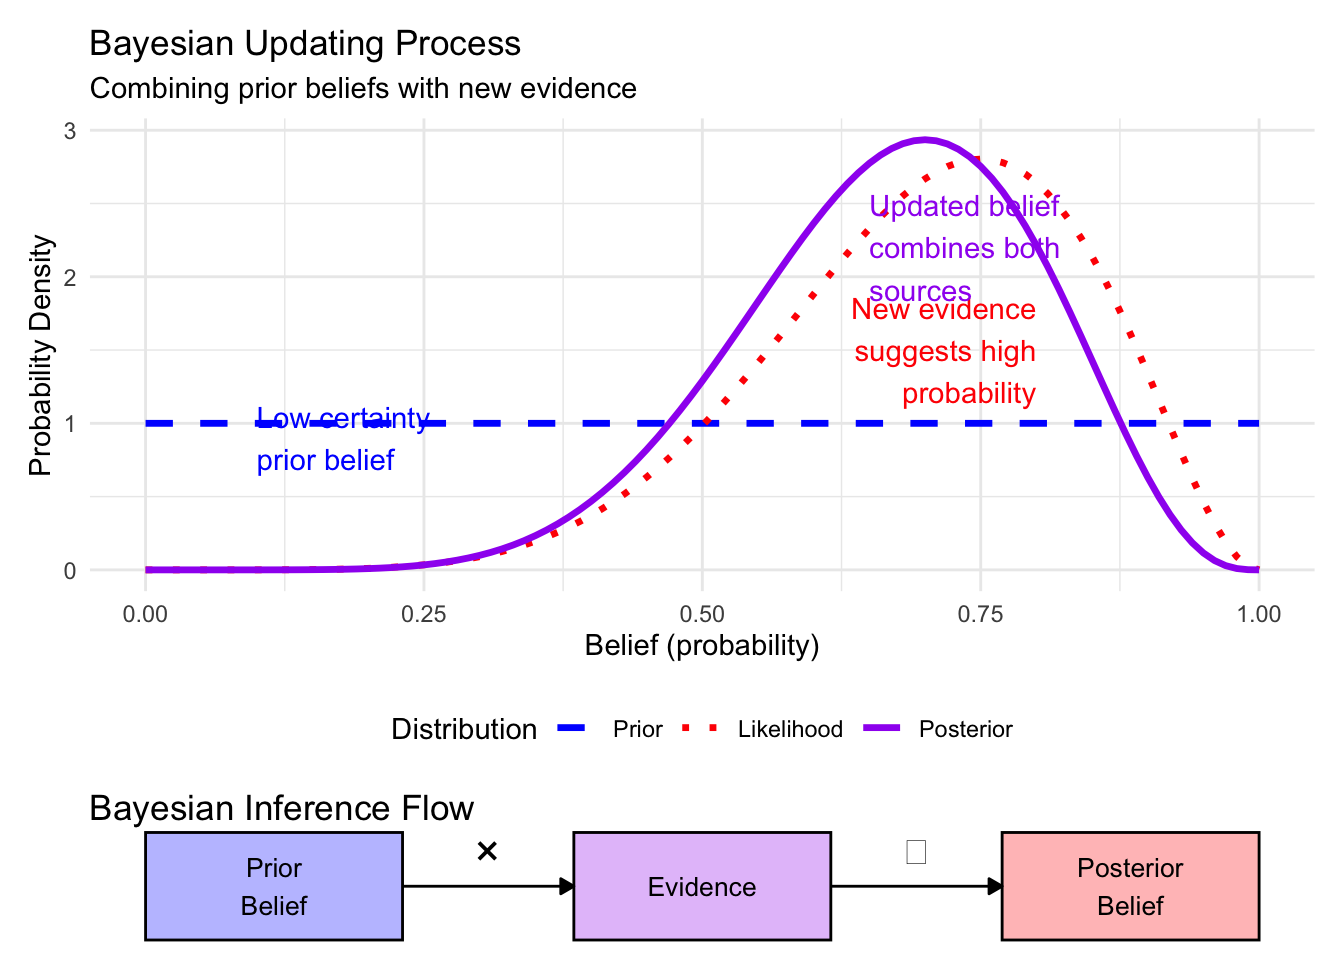 Bayesian Updating Process
Combining prior beliefs with new evidence
Probability Density
3
2
1
0
Updated belief
combines both
sources
New evidence
suggests high
probability
Low certainty
prior belief
0.00 0.25 0.50 0.75 1.00
Belief (probability)
Distribution Prior Likelihood Posterior
Bayesian Inference Flow
Prior
Belief
×
Evidence
□
Posterior
Belief